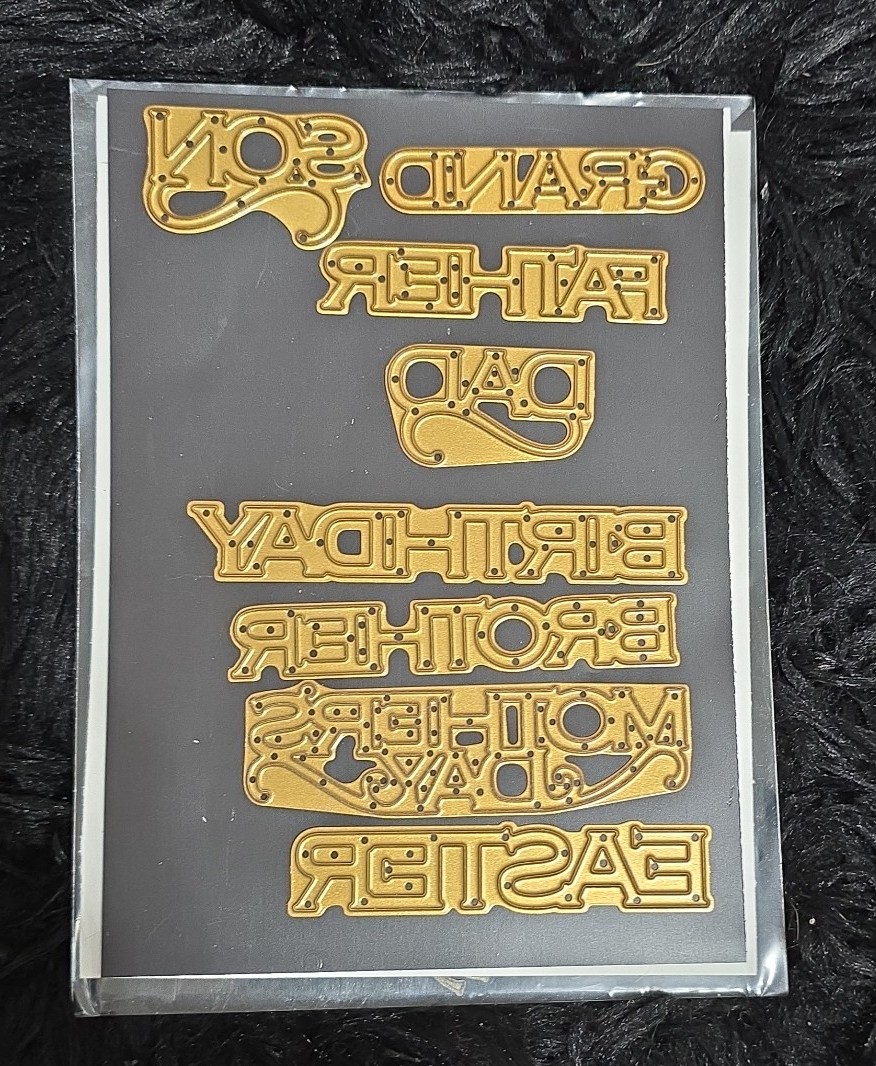 SON GRAND
FATHER
DAD
BIRTHDAY
BROTHER
MOTHER'S
DAY
EASTER